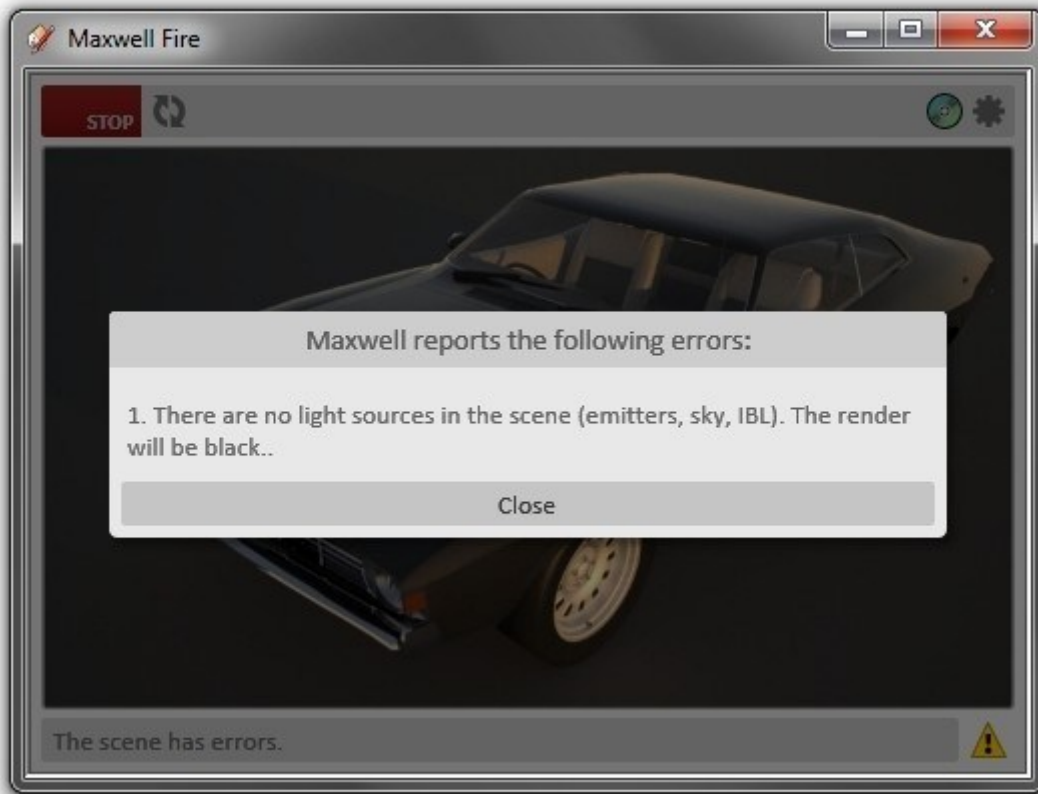 Maxwell Fire
STOP
Maxwell reports the following errors:
1. There are no light sources in the scene (emitters, sky, IBL). The render
will be black..
Close
The scene has errors.